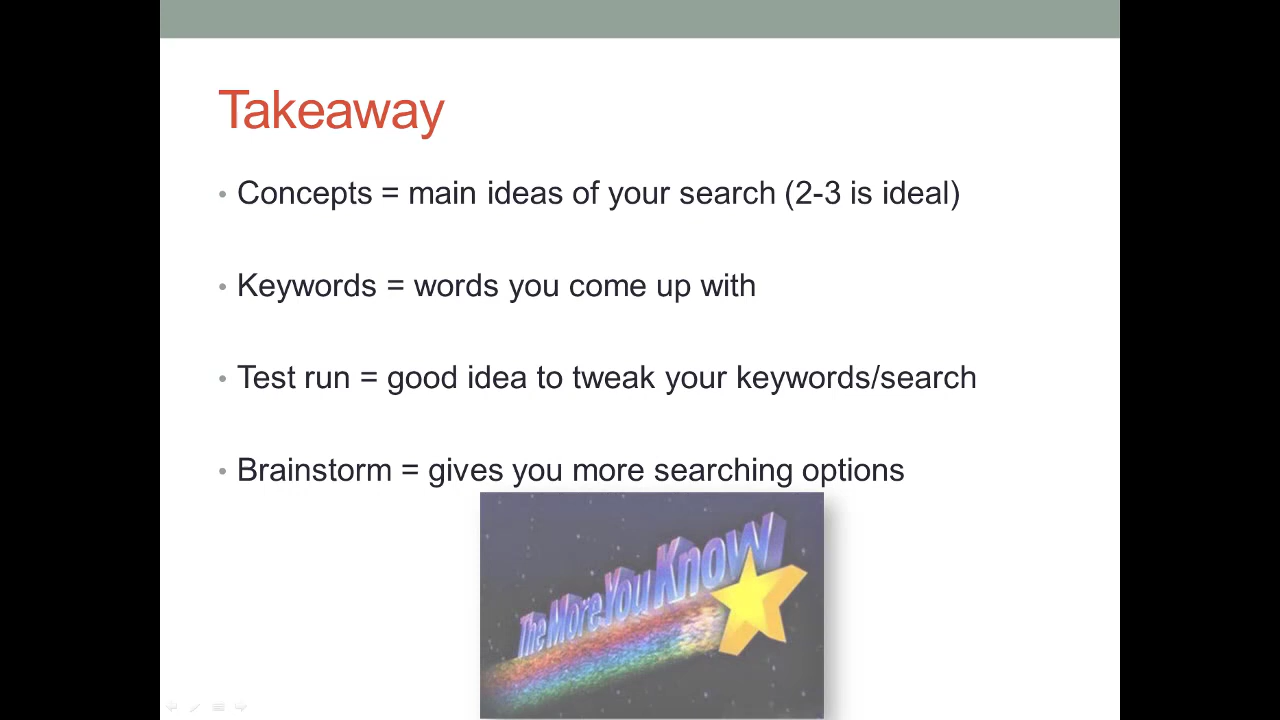 Takeaway
• Concepts = main ideas of your search (2-3 is ideal)
• Keywords = words you come up with
• Test run = good idea to tweak your keywords/search
• Brainstorm = gives you more searching options
The More You Know